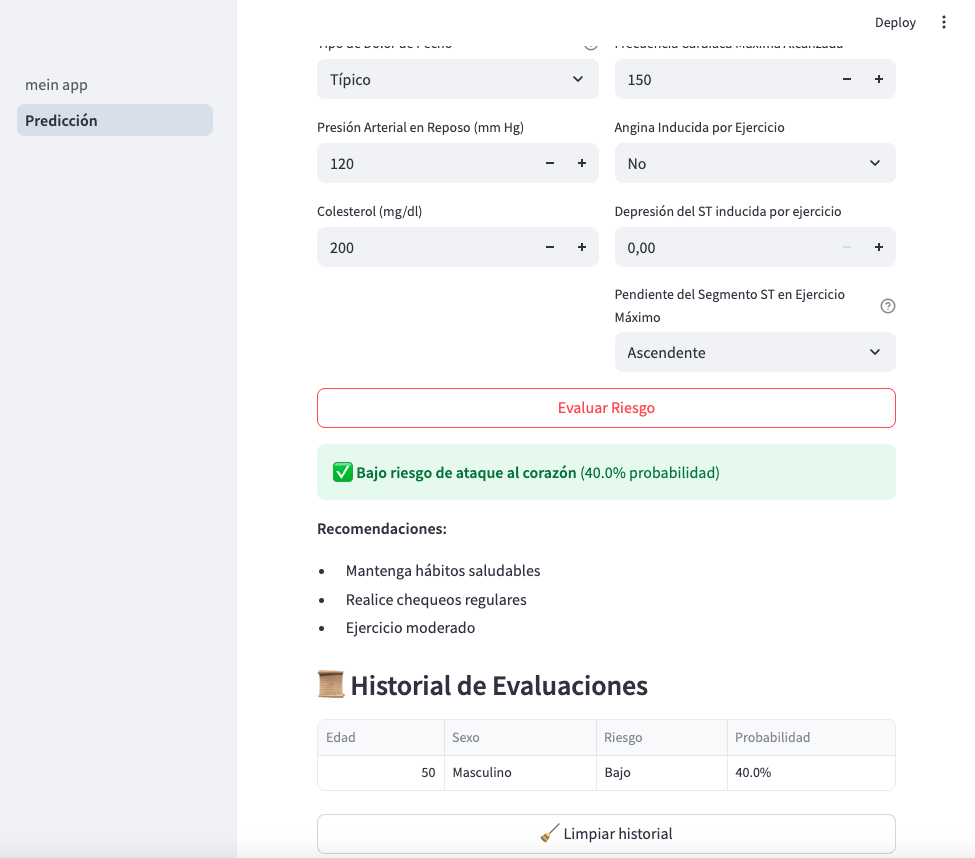 Deploy
mein app
Predicción
Tipo de Dolor de Pecho
Frecuencia Cardíaca Máxima Alcanzada
Típico
150
Presión Arterial en Reposo (mm Hg)
Angina Inducida por Ejercicio
120
No
Colesterol (mg/dl)
Depresión del ST inducida por ejercicio
200
0,00
Pendiente del Segmento ST en Ejercicio
Máximo
Ascendente
Evaluar Riesgo
Bajo riesgo de ataque al corazón (40.0% probabilidad)
Recomendaciones:
Mantenga hábitos saludables
Realice chequeos regulares
Ejercicio moderado
Historial de Evaluaciones
Edad Sexo Riesgo Probabilidad
50 Masculino Bajo 40.0%
Limpiar historial